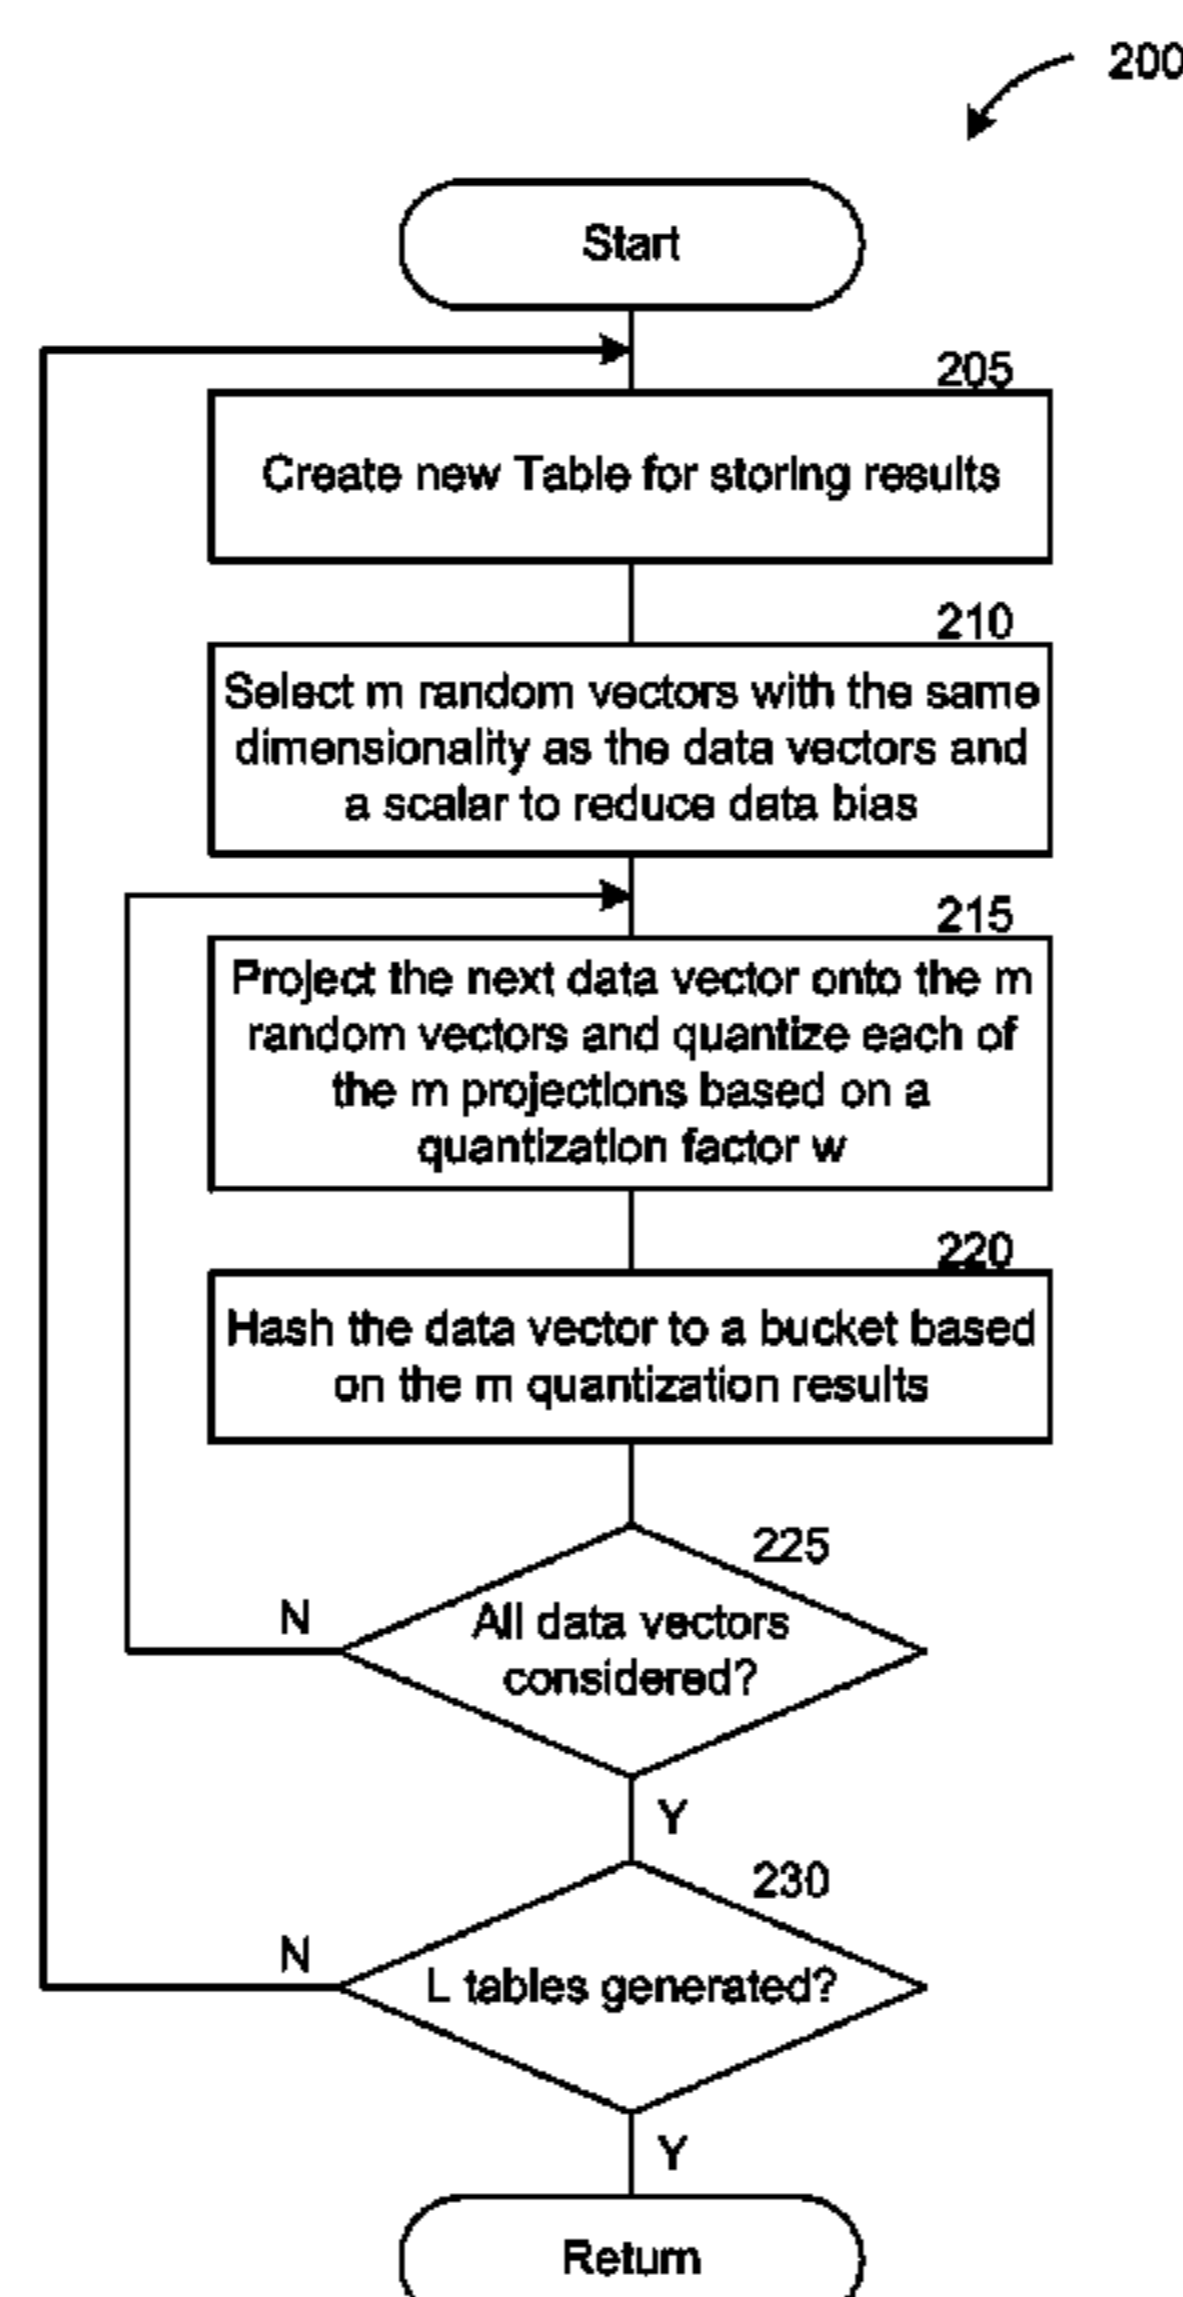 200
Start
205
Create new Table for storing results
210
Select m random vectors with the same
dimensionality as the data vectors and
a scalar to reduce data bias
215
Project the next data vector onto the m
random vectors and quantize each of
the m projections based on a
quantization factor w
220
Hash the data vector to a bucket based
on the m quantization results
225
N
All data vectors
considered?
Y
230
N
L tables generated?
Y
Return